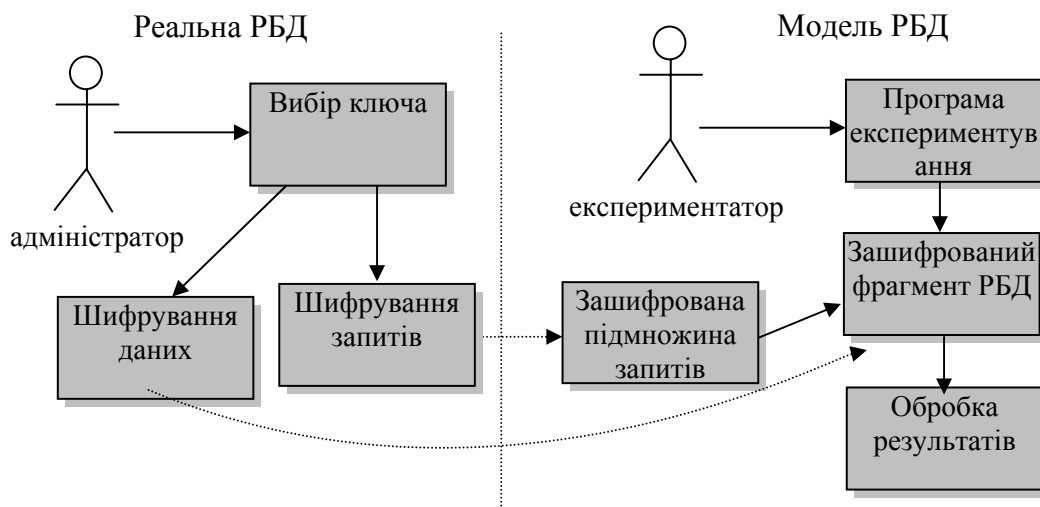 Реальна РБД
Модель РБД
Вибір ключа
адміністратор
Шифрування
даних
Шифрування
запитів
Програма
експериментув
ання
експериментатор
Зашифрований
фрагмент РБД
Зашифрована
підмножина
запитів
Обробка
результатів